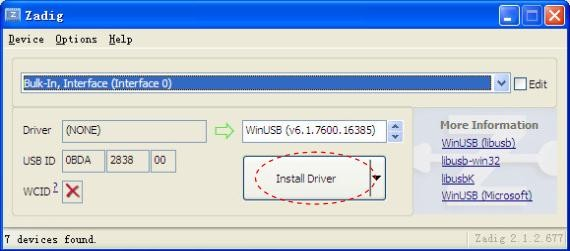 Zadig
Device Options Help
Bulk-In, Interface (Interface 0)
Edit
Driver (NONE) WinUSB (v6.1.7600.16385)
USB ID 0BDA 2838 00
WCID ?
Install Driver
More Information
WinUSB (libusb)
libusb-win32
libusbK
WinUSB (Microsoft)
7 devices found.
Zadig 2.1.2.677